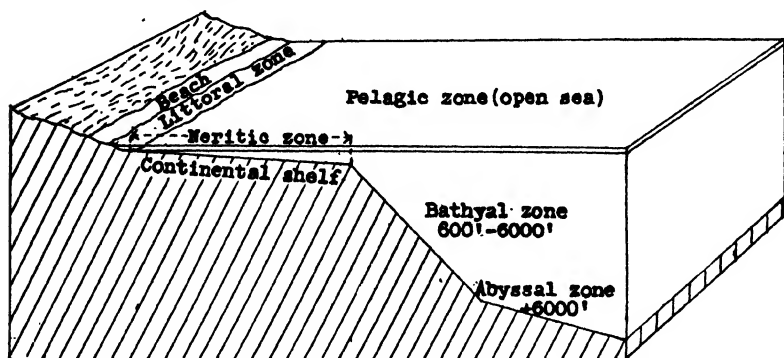 Beach
Littoral zone
Pelagic zone(open sea)
Neritic zone
Continental shelf
Bathyal zone
600'-6000'
Abyssal zone
+6000'